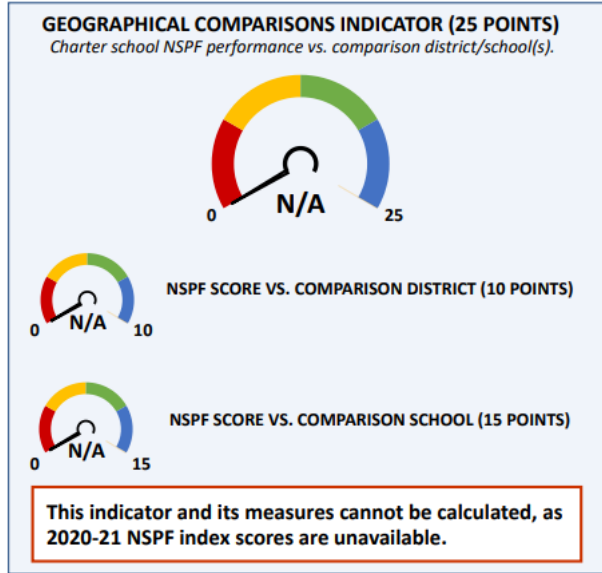 GEOGRAPHICAL COMPARISONS INDICATOR (25 POINTS)
Charter school NSPF performance vs. comparison district/school(s).
N/A
0 25
NSPF SCORE VS. COMPARISON DISTRICT (10 POINTS)
N/A
0 10
NSPF SCORE VS. COMPARISON SCHOOL (15 POINTS)
N/A
0 15
This indicator and its measures cannot be calculated, as
2020-21 NSPF index scores are unavailable.